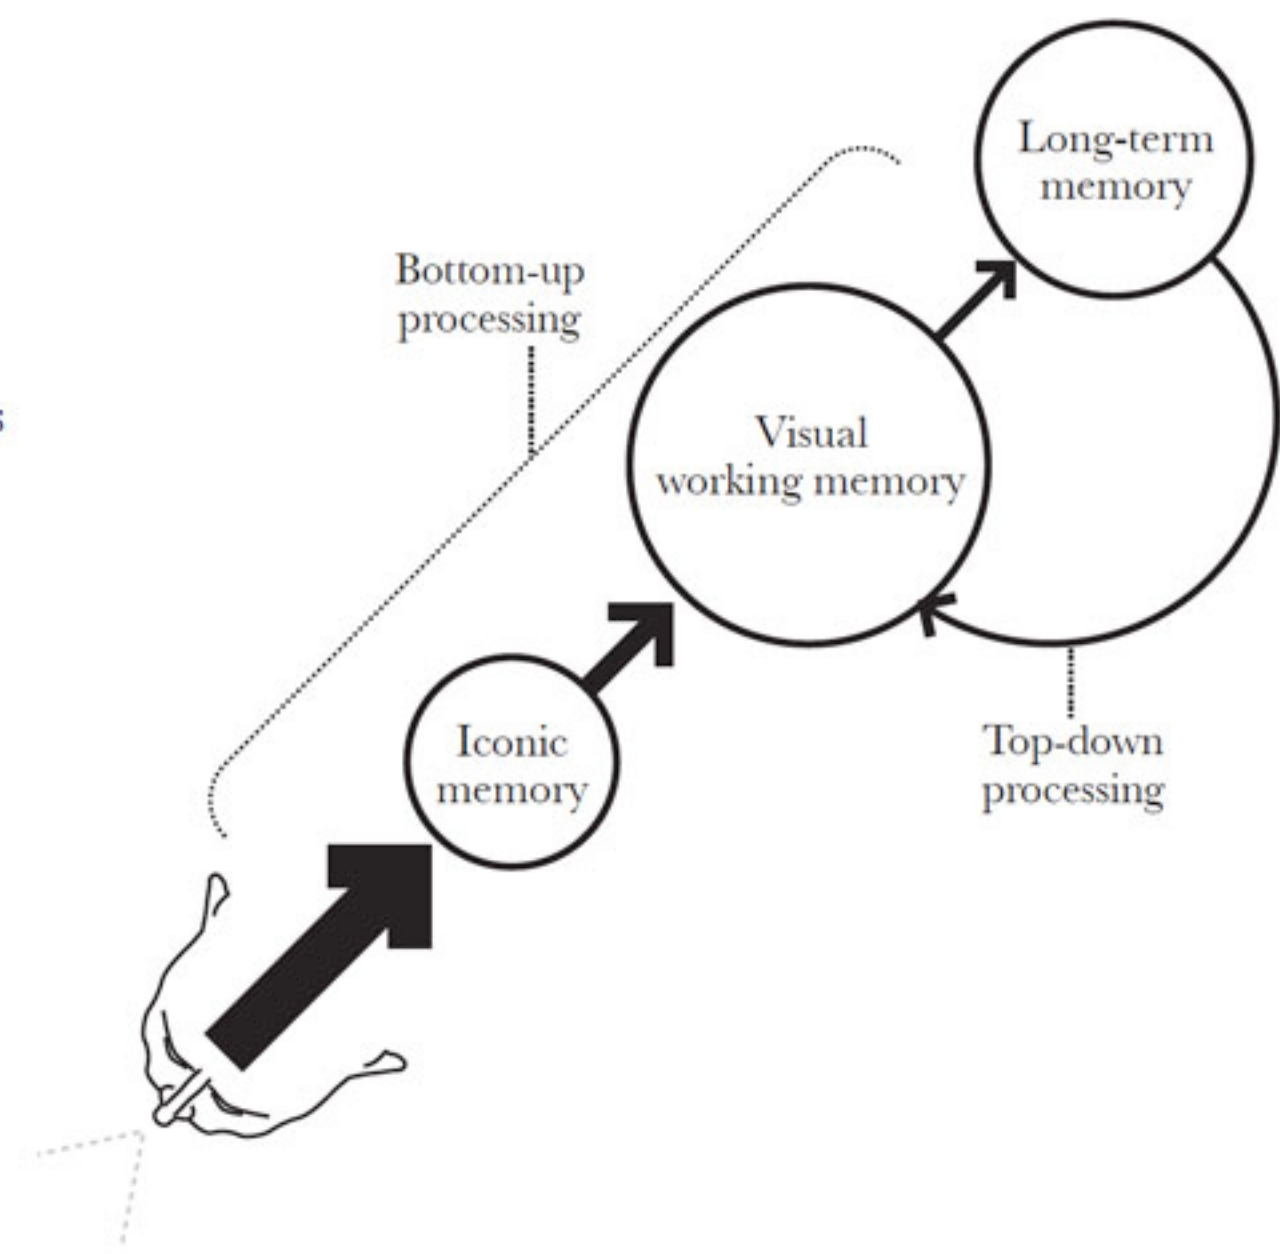 Long-term
memory
Bottom-up
processing
Visual
working memory
Iconic
memory
Top-down
processing